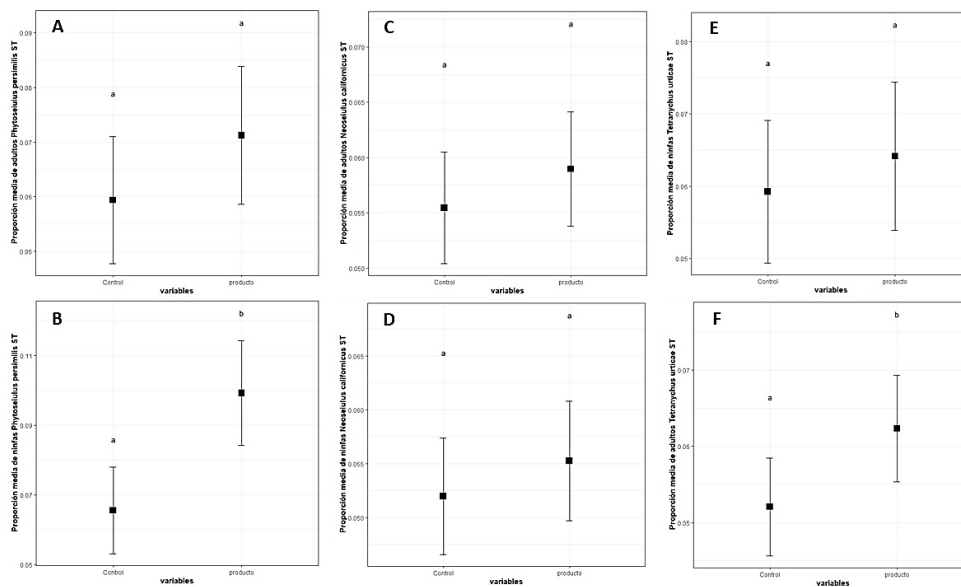 A
a
a
0.09
0.08
0.07
0.06
0.05
Proporción media de adultos Phytoseiulus persimilis ST
Control
producto
variables
C
a
a
0.070
0.065
0.060
0.055
0.050
Proporción media de adultos Neoseiulus californicus ST
Control
producto
variables
E
a
a
0.08
0.07
0.06
0.05
Proporción media de ninfas Tetranychus urticae ST
Control
producto
variables
B
b
a
0.11
0.09
0.07
0.05
Proporción media de ninfas Phytoseiulus persimilis ST
Control
producto
variables
D
a
a
0.065
0.060
0.055
0.050
Proporción media de ninfas Neoseiulus californicus ST
Control
producto
variables
F
b
a
0.07
0.06
0.05
Proporción media de adultos Tetranychus urticae ST
Control
producto
variables